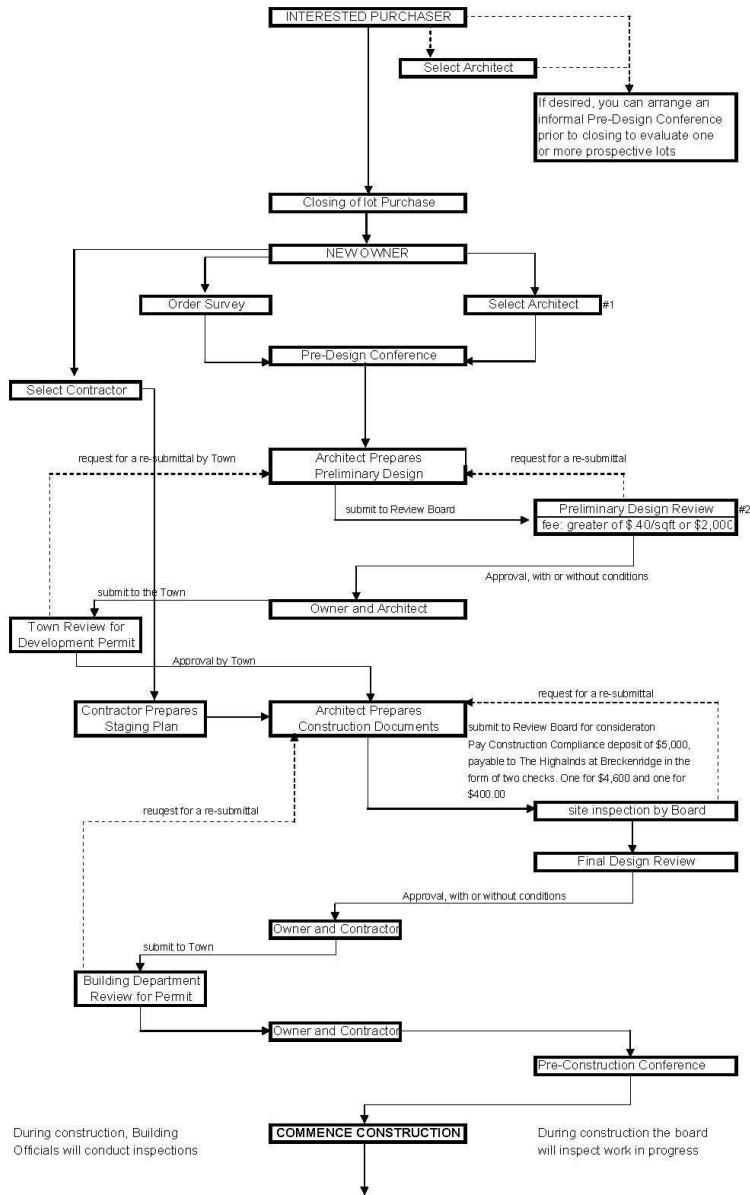 INTERESTED PURCHASER
Select Architect
If desired, you can arrange an
informal Pre-Design Conference
prior to closing to evaluate one
or more prospective lots
Closing of lot Purchase
NEW OWNER
Order Survey
Select Architect
#1
Pre-Design Conference
Select Contractor
request for a re-submittal by Town
Architect Prepares
Preliminary Design
request for a re-submittal
submit to Review Board
Preliminary Design Review
#2
fee: greater of $.40/sqft or $2,000
Approval, with or without conditions
submit to the Town
Owner and Architect
Town Review for
Development Permit
Approval by Town
request for a re-submittal
Contractor Prepares
Staging Plan
Architect Prepares
Construction Documents
submit to Review Board for consideraton
Pay Construction Compliance deposit of $5,000,
payable to The Highalnds at Breckenridge in the
form of two checks. One for $4,600 and one for
$400.00
reuqest for a re-submittal
site inspection by Board
Final Design Review
Approval, with or without conditions
Owner and Contractor
submit to Town
Building Department
Review for Permit
Owner and Contractor
Pre-Construction Conference
During construction, Building
Officials will conduct inspections
COMMENCE CONSTRUCTION
During construction the board
will inspect work in progress